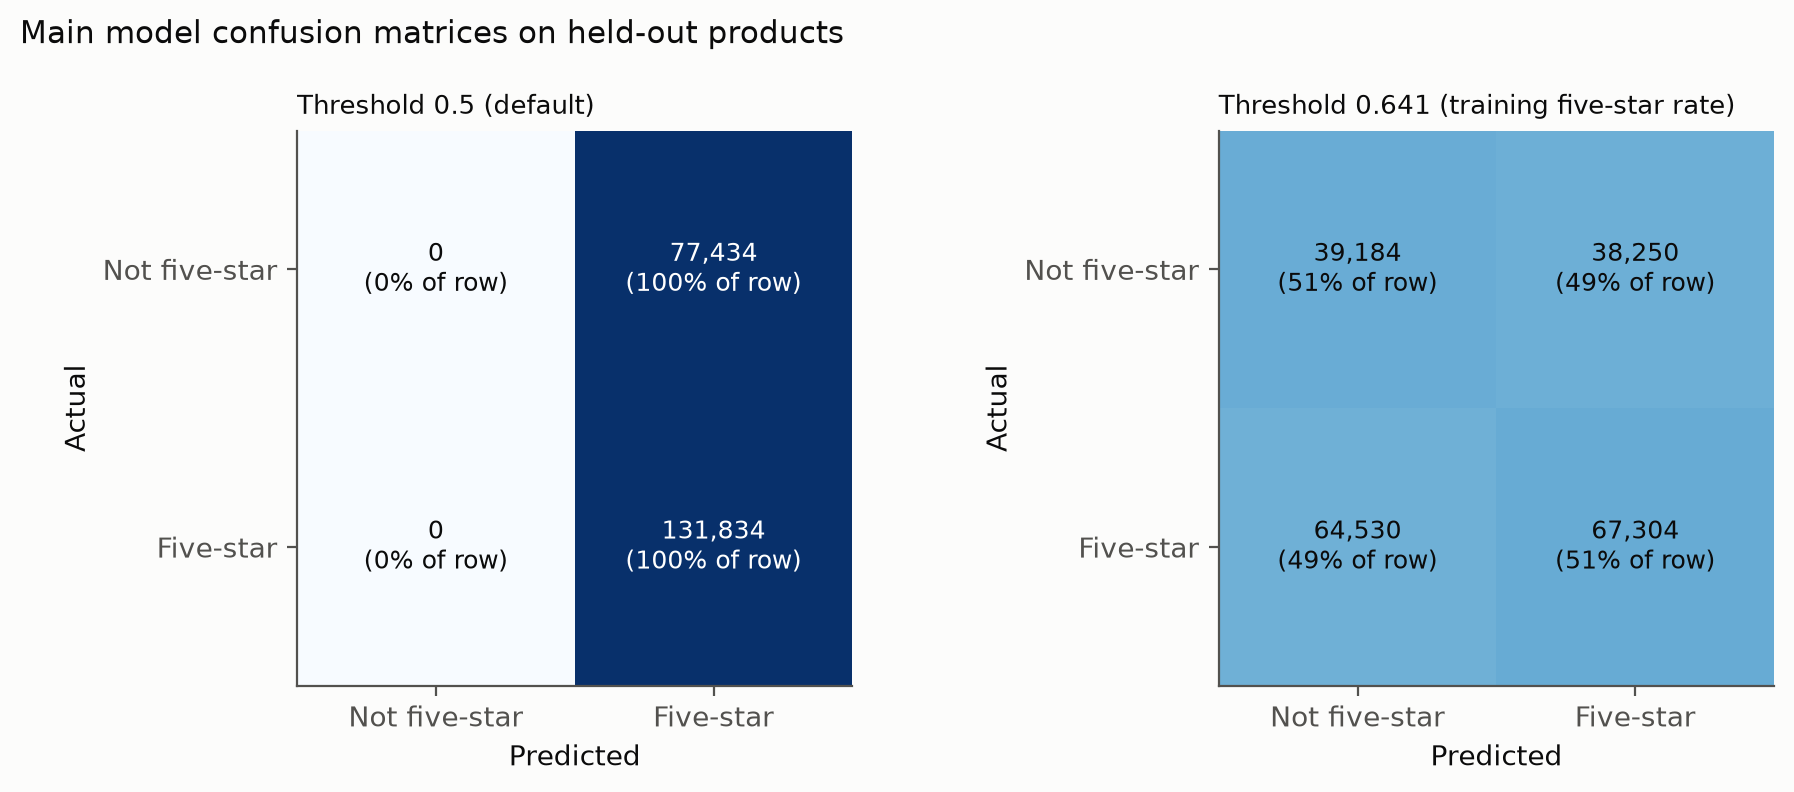 Main model confusion matrices on held-out products
Threshold 0.5 (default)
Actual
Not five-star
Five-star
0
(0% of row)
77,434
(100% of row)
0
(0% of row)
131,834
(100% of row)
Not five-star
Five-star
Predicted
Threshold 0.641 (training five-star rate)
Actual
Not five-star
Five-star
39,184
(51% of row)
38,250
(49% of row)
64,530
(49% of row)
67,304
(51% of row)
Not five-star
Five-star
Predicted